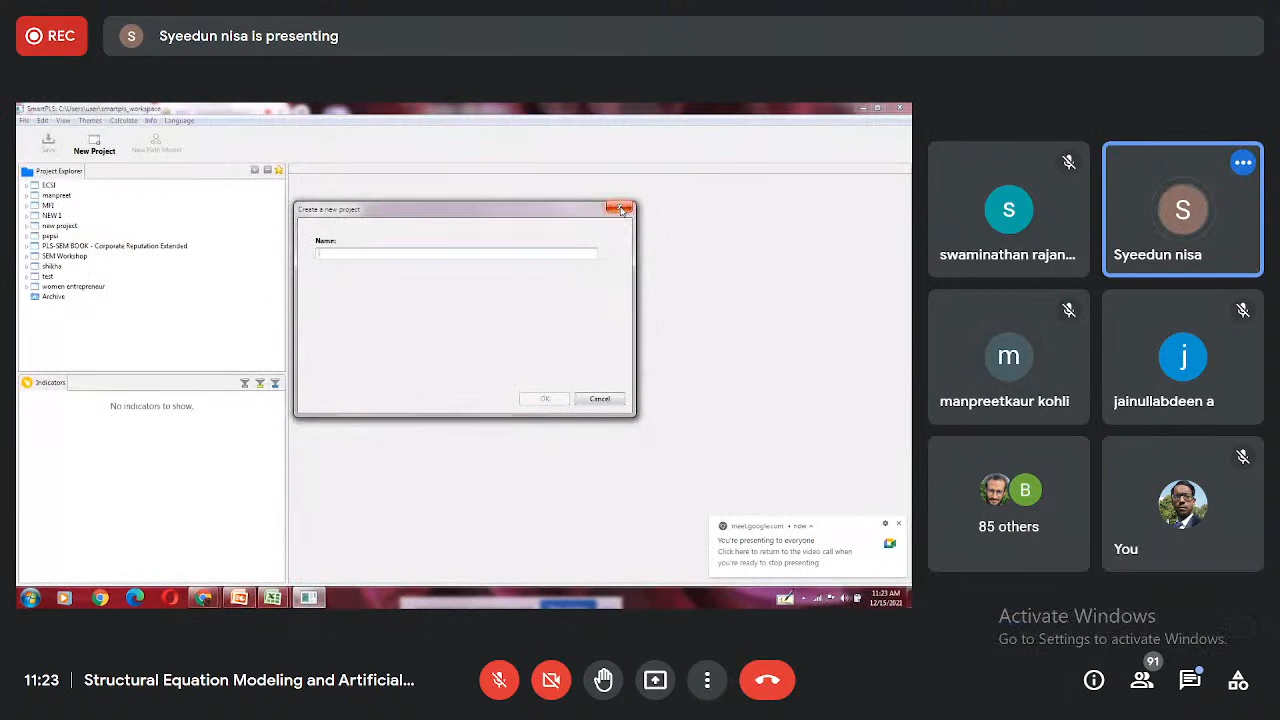 REC
S
Syeedun nisa is presenting
SmartPLS: C:\Users\user\smartpls_workspace
File Edit View Themes Calculate Info Language
Save
New Project
New Path Model
Project Explorer
ECSI
manpreet
MFI
NEW 1
new project
pepsi
PLS-SEM BOOK - Corporate Reputation Extended
SEM Workshop
shikha
test
women entrepreneur
Archive
Indicators
No indicators to show.
Create a new project
Name:
OK
Cancel
meet.google.com • now
You're presenting to everyone
Click here to return to the video call when
you're ready to stop presenting
11:23 AM
12/15/2021
s
swaminathan rajan...
S
Syeedun nisa
m
manpreetkaur kohli
j
jainullabdeen a
B
85 others
You
Activate Windows
Go to Settings to activate Windows.
11:23
Structural Equation Modeling and Artificial...
91